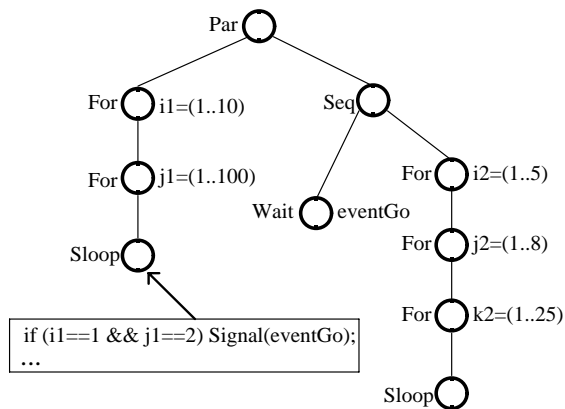 Par
For i1=(1..10)
Seq
For j1=(1..100)
For i2=(1..5)
Wait eventGo
Sloop
For j2=(1..8)
if (i1==1 && j1==2) Signal(eventGo);
...
For k2=(1..25)
Sloop